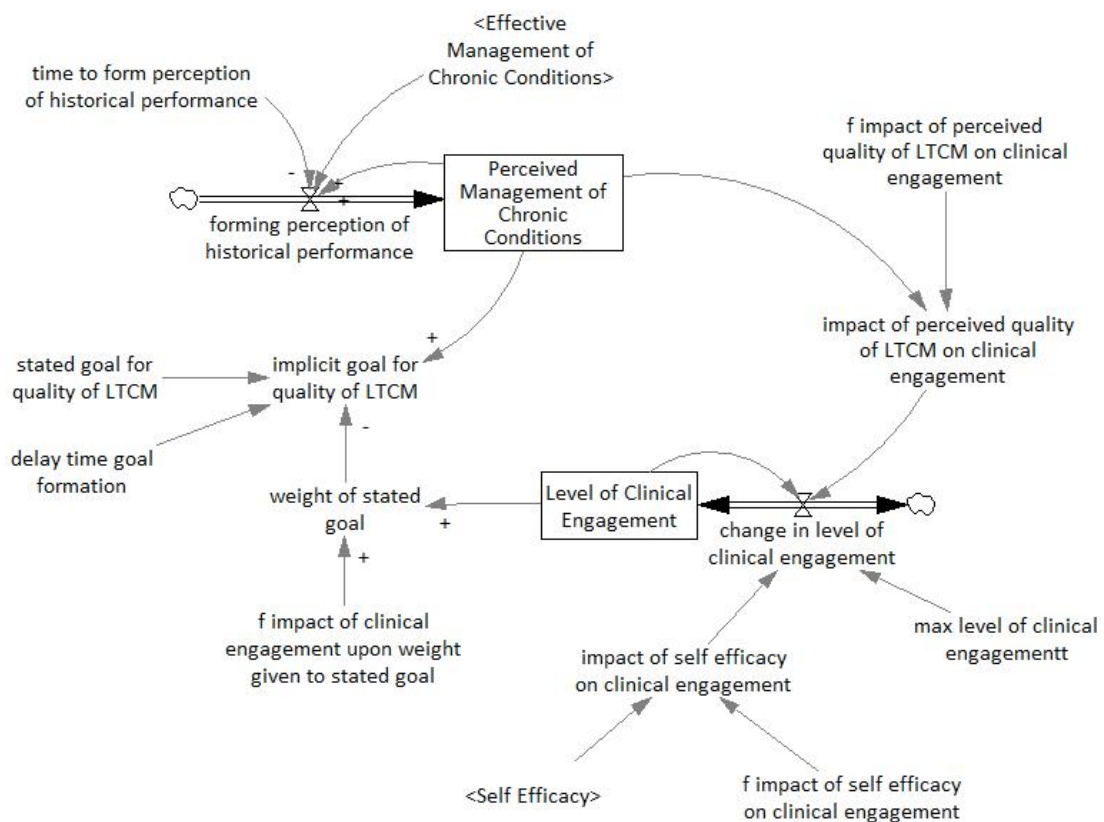 <Effective
Management of
Chronic Conditions>
time to form perception
of historical performance
f impact of perceived
quality of LTCM on clinical
engagement
-
+
+
Perceived
Management of
Chronic
Conditions
forming perception of
historical performance
+
impact of perceived quality
of LTCM on clinical
engagement
stated goal for
quality of LTCM
implicit goal for
quality of LTCM
-
delay time goal
formation
weight of stated
goal
+
Level of Clinical
Engagement
change in level of
clinical engagement
+
f impact of clinical
engagement upon weight
given to stated goal
max level of clinical
engagementt
impact of self efficacy
on clinical engagement
<Self Efficacy>
f impact of self efficacy
on clinical engagement